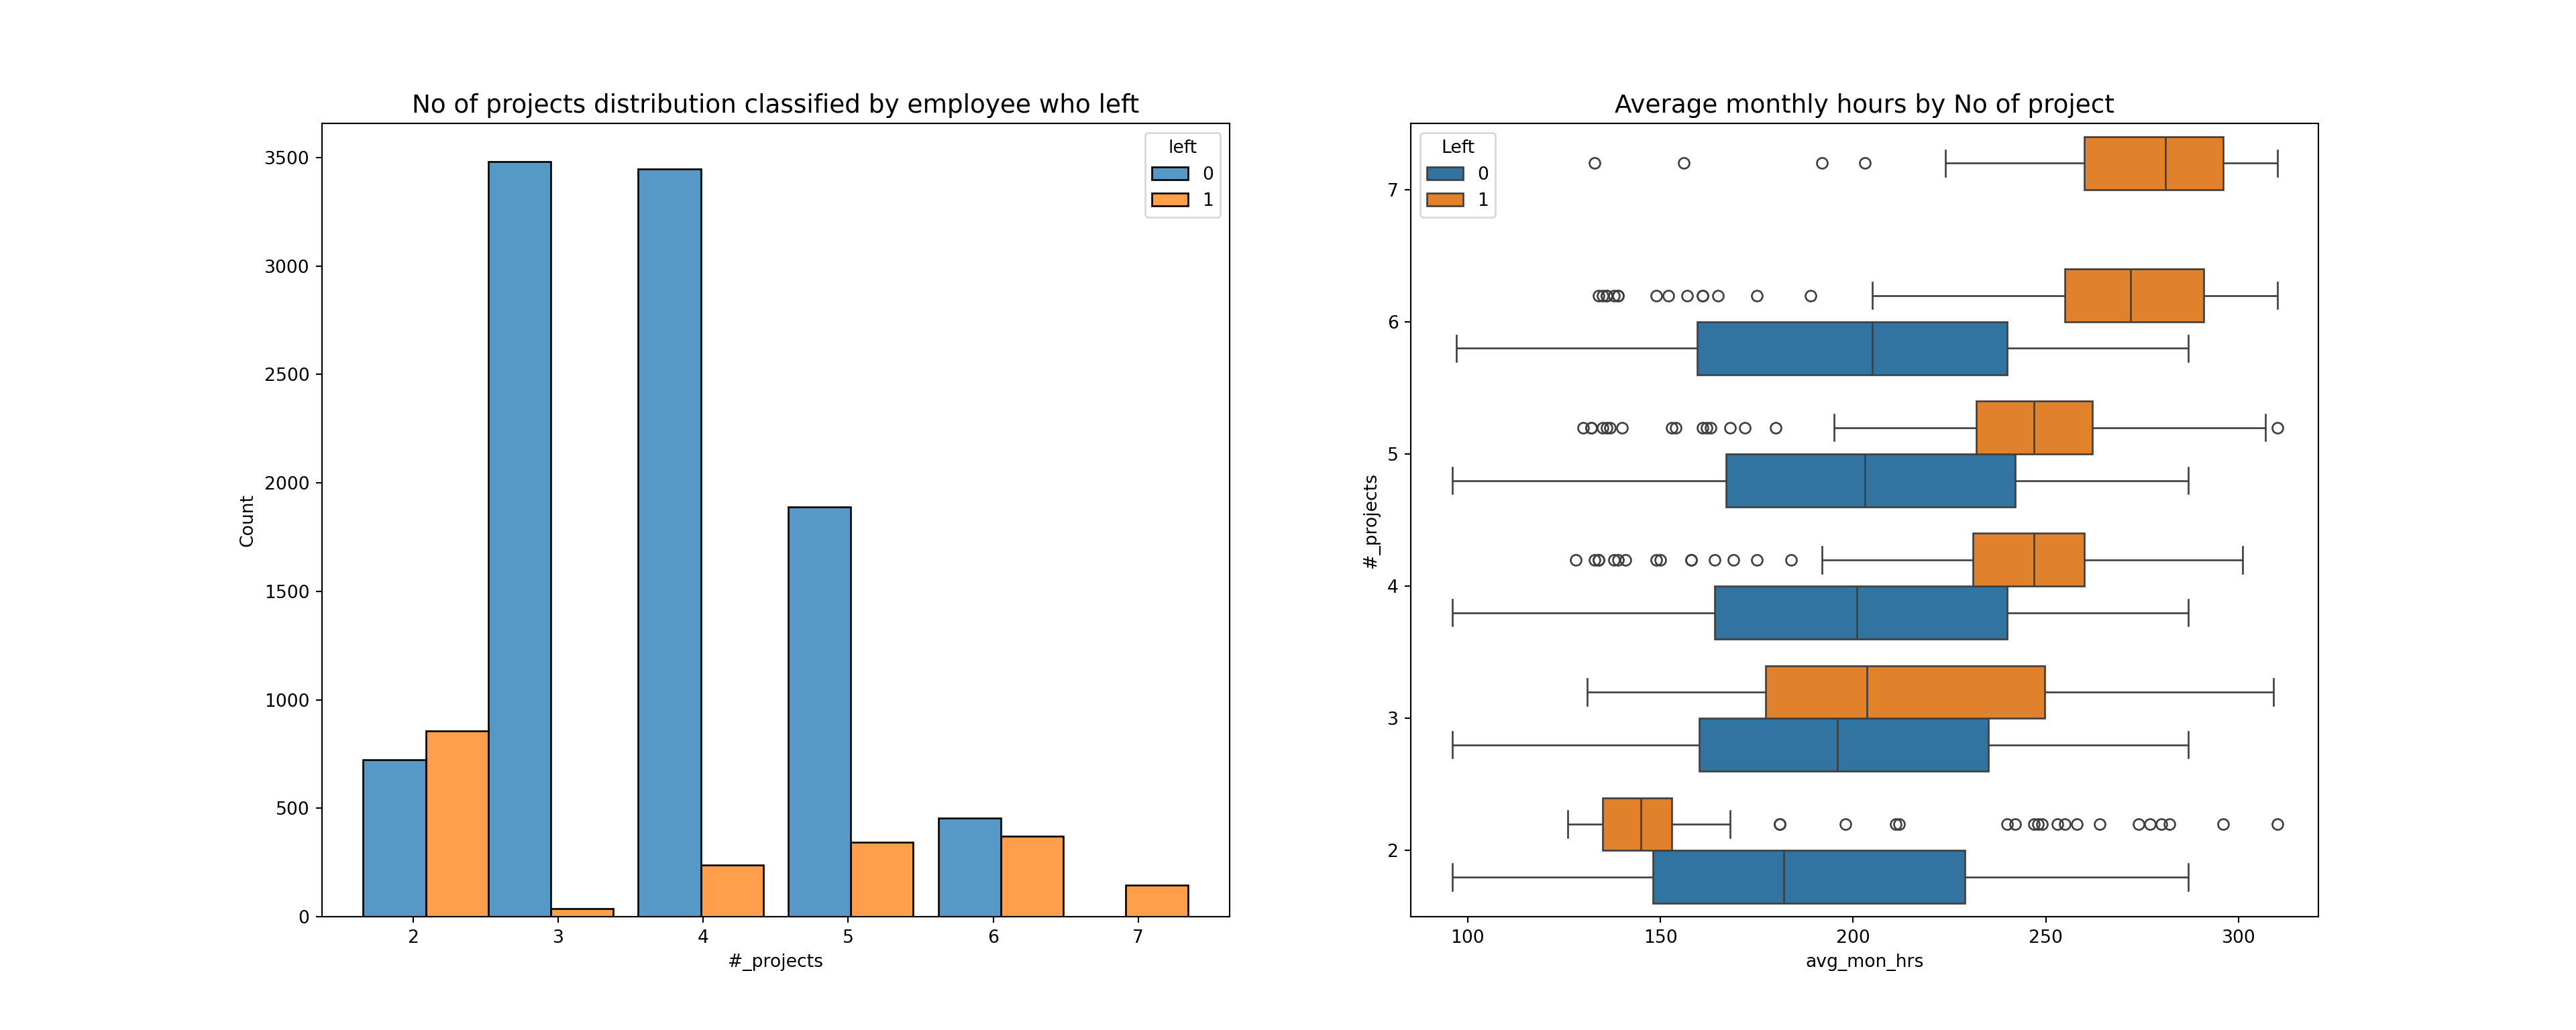 No of projects distribution classified by employee who left
left
0
1
3500
3000
2500
2000
1500
1000
500
0
Count
2 3 4 5 6 7
#_projects
Average monthly hours by No of project
Left
0
1
7
6
5
4
3
2
#_projects
100 150 200 250 300
avg_mon_hrs